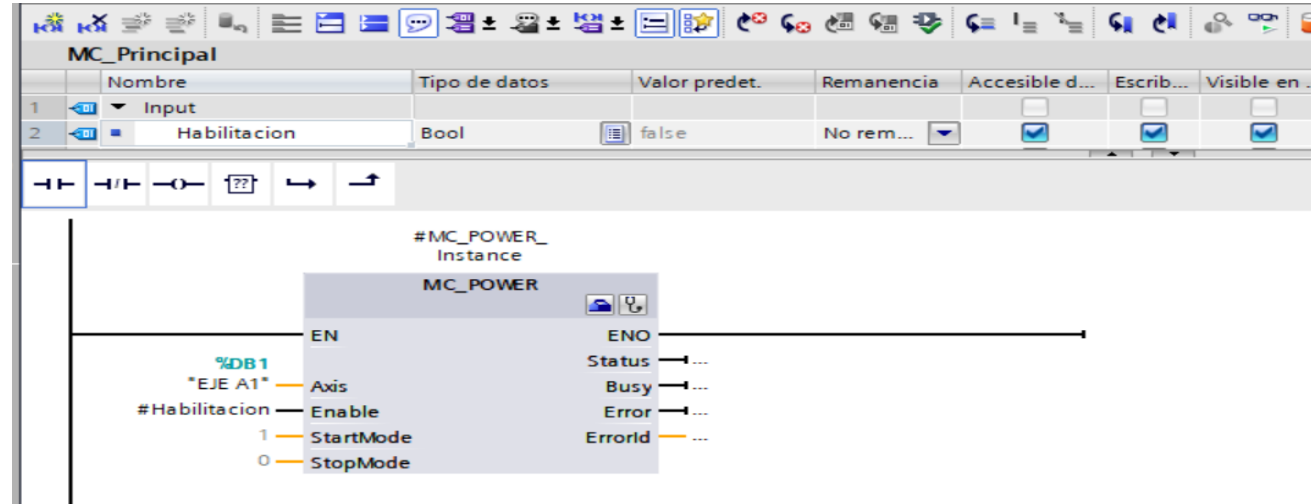 MC_Principal
Nombre Tipo de datos Valor predet. Remanencia Accesible d... Escrib... Visible en ...
1 Input
2 Habilitacion Bool false No rem...
??
#MC_POWER_
Instance
MC_POWER
EN ENO
%DB1 Status ...
"EJE A1" Axis Busy ...
#Habilitacion Enable Error ...
1 StartMode ErrorId ...
0 StopMode